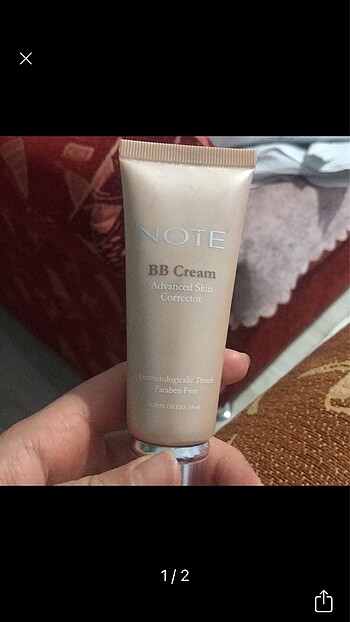 NOTE
BB Cream
Advanced Skin
Corrector
Dermatologically Tested
Paraben Free
1/2